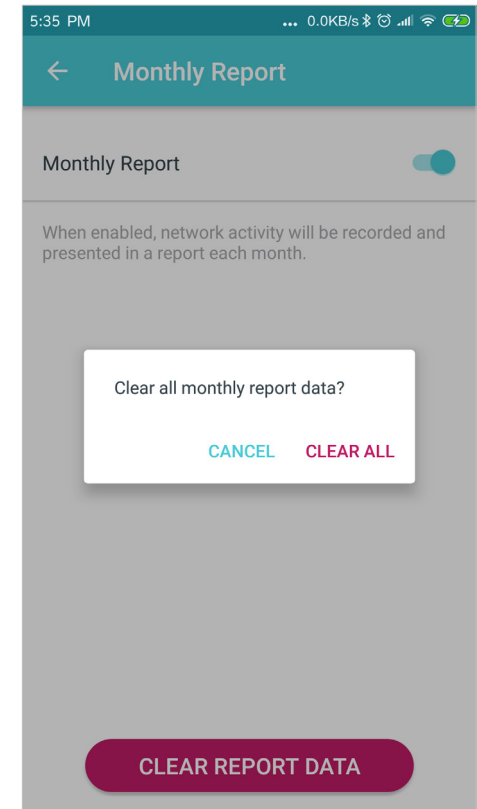 5:35 PM ... 0.0KB/s
Monthly Report
Monthly Report
When enabled, network activity will be recorded and
presented in a report each month.
Clear all monthly report data?
CANCEL CLEAR ALL
CLEAR REPORT DATA